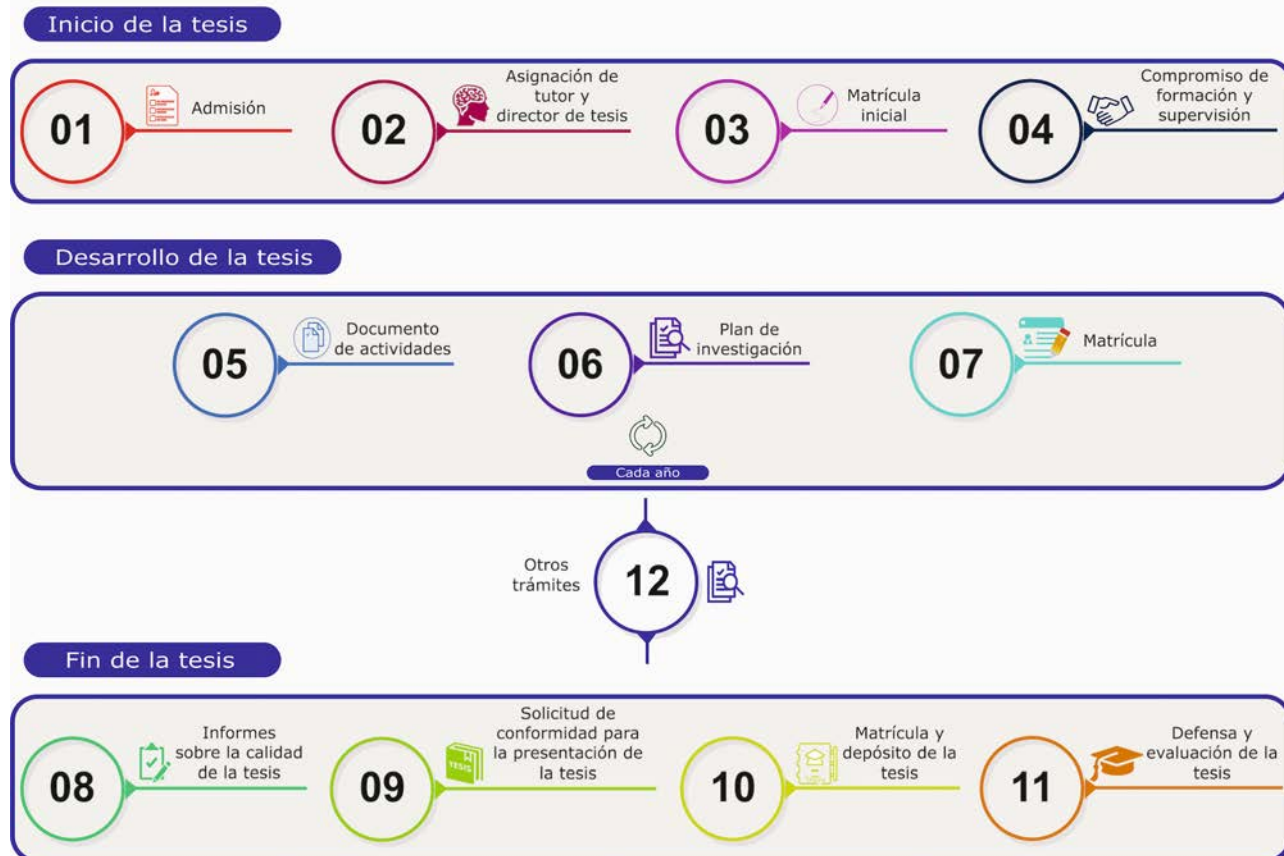 Inicio de la tesis
01
Admisión
02
Asignación de
tutor y
director de tesis
03
Matrícula
inicial
04
Compromiso de
formación y
supervisión
Desarrollo de la tesis
05
Documento
de actividades
06
Plan de
investigación
07
Matrícula
Cada año
Otros
trámites
12
Fin de la tesis
08
Informes
sobre la calidad
de la tesis
09
TESIS
Solicitud de
conformidad para
la presentación de
la tesis
10
Matrícula y
depósito de la
tesis
11
Defensa y
evaluación de la
tesis